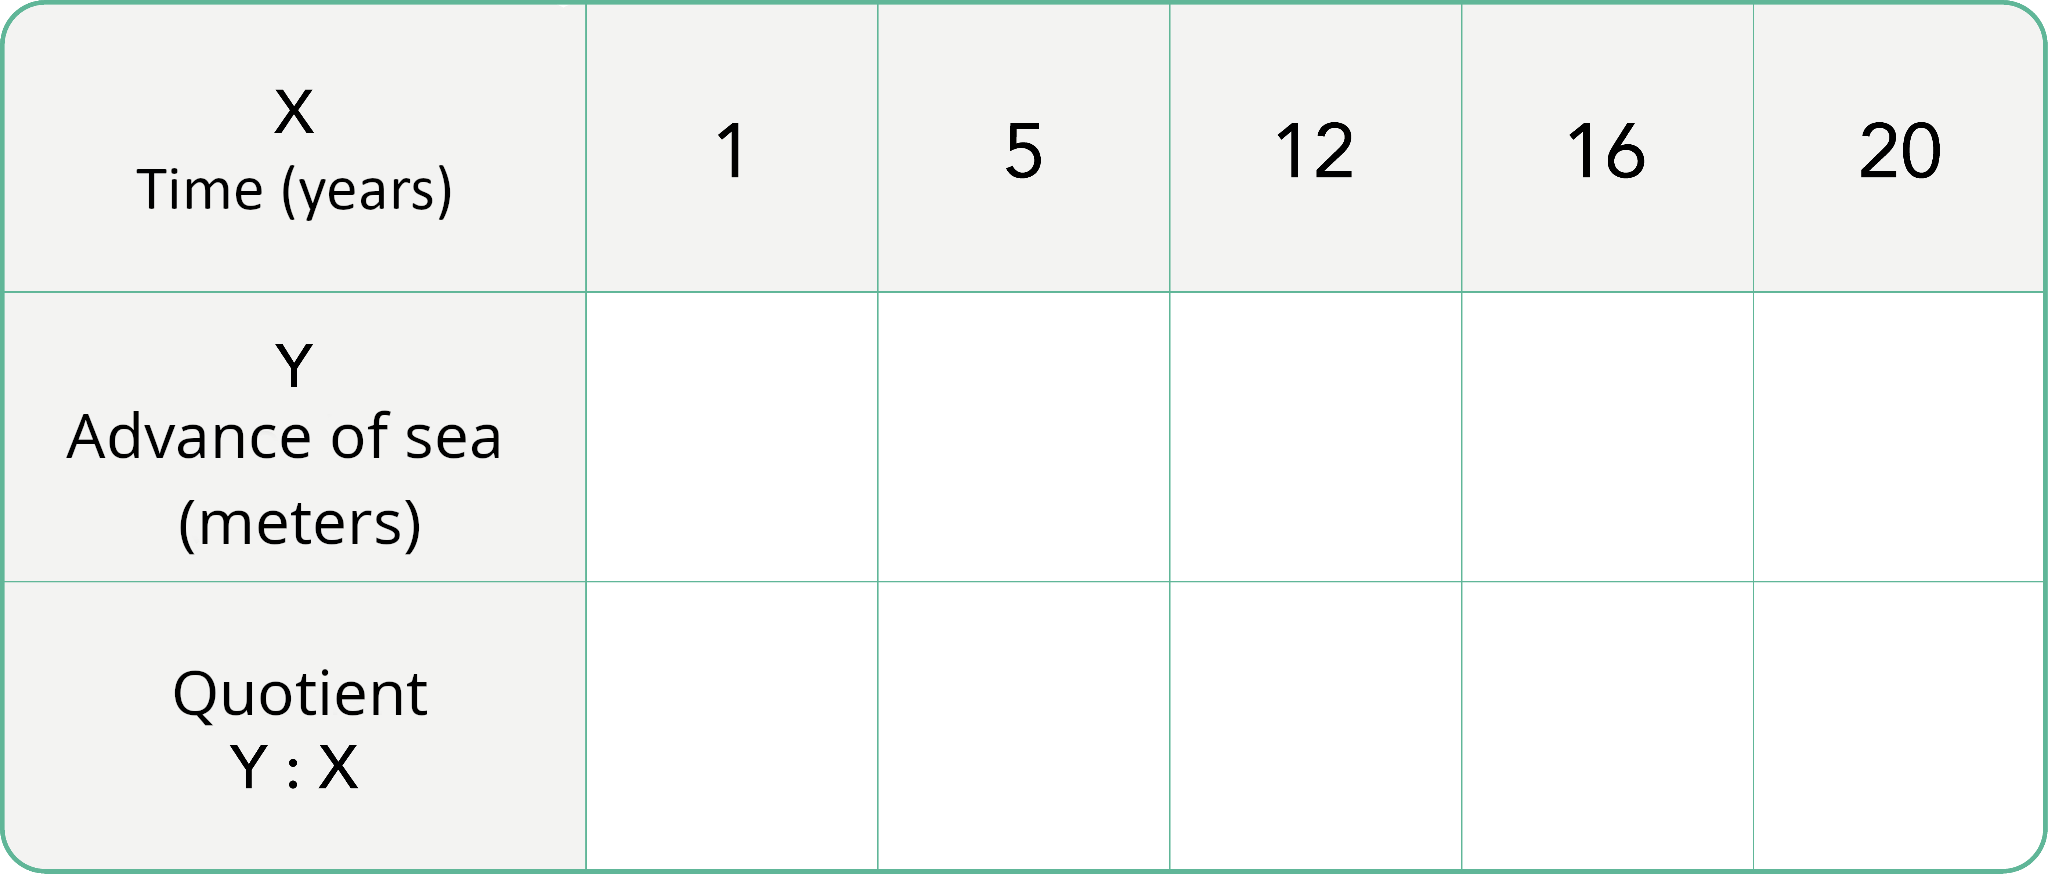 X
Time (years)
1
5
12
16
20
Y
Advance of sea
(meters)
Quotient
Y : X